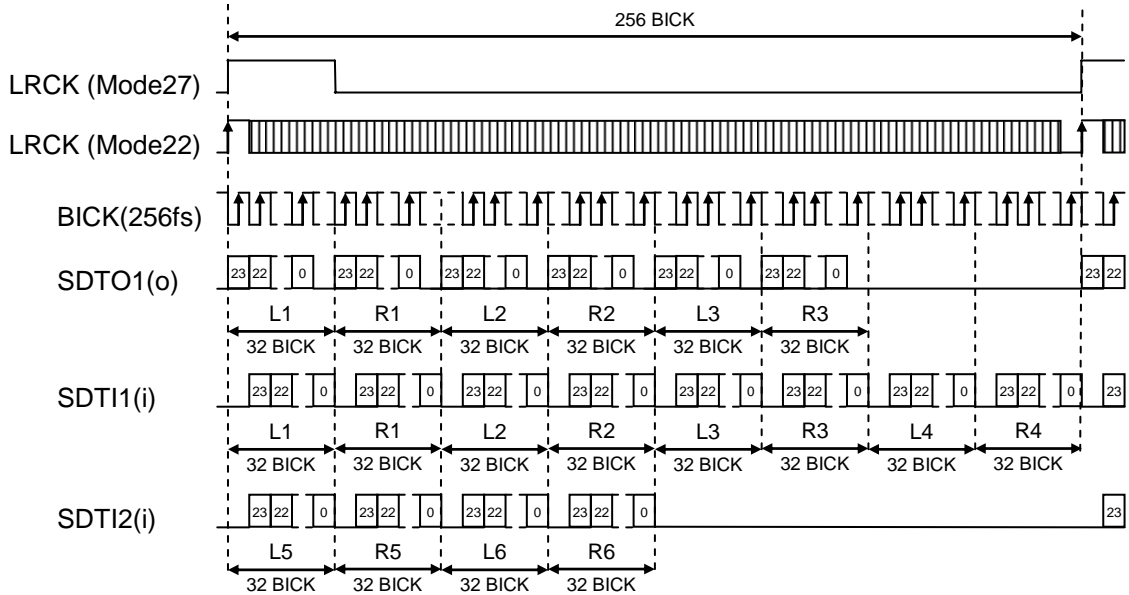 256 BICK
LRCK (Mode27)
LRCK (Mode22)
BICK(256fs)
SDTO1(o)
23 22 0 23 22 0 23 22 0 23 22 0 23 22 0 23 22 0 23 22
L1 R1 L2 R2 L3 R3
32 BICK 32 BICK 32 BICK 32 BICK 32 BICK 32 BICK
SDTI1(i)
23 22 0 23 22 0 23 22 0 23 22 0 23 22 0 23 22 0 23 22 0 23 22 0 23
L1 R1 L2 R2 L3 R3 L4 R4
32 BICK 32 BICK 32 BICK 32 BICK 32 BICK 32 BICK 32 BICK 32 BICK
SDTI2(i)
23 22 0 23 22 0 23 22 0 23 22 0 23
L5 R5 L6 R6
32 BICK 32 BICK 32 BICK 32 BICK